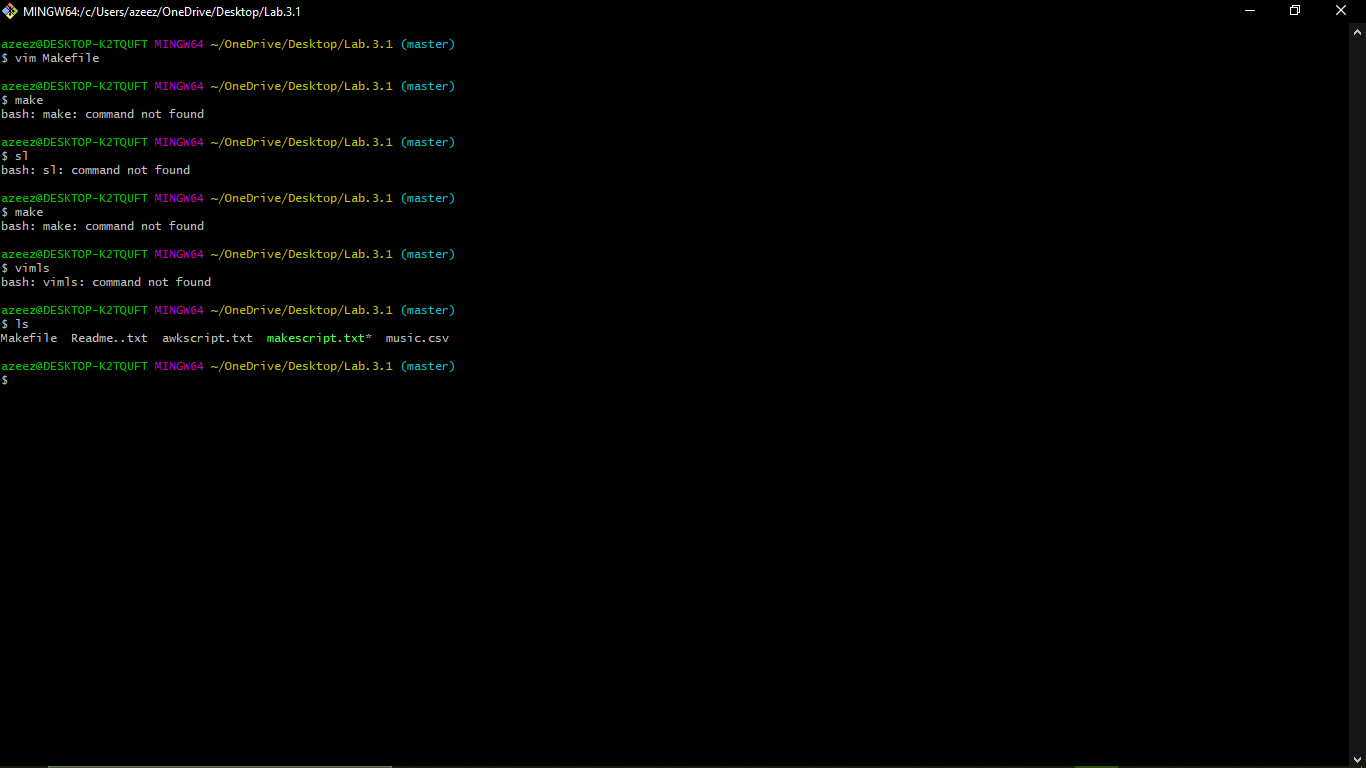 MINGW64:/c/Users/azeez/OneDrive/Desktop/Lab.3.1
azeez@DESKTOP-K2TQUFT MINGW64 ~/OneDrive/Desktop/Lab.3.1 (master)
$ vim Makefile
azeez@DESKTOP-K2TQUFT MINGW64 ~/OneDrive/Desktop/Lab.3.1 (master)
$ make
bash: make: command not found
azeez@DESKTOP-K2TQUFT MINGW64 ~/OneDrive/Desktop/Lab.3.1 (master)
$ sl
bash: sl: command not found
azeez@DESKTOP-K2TQUFT MINGW64 ~/OneDrive/Desktop/Lab.3.1 (master)
$ make
bash: make: command not found
azeez@DESKTOP-K2TQUFT MINGW64 ~/OneDrive/Desktop/Lab.3.1 (master)
$ vimls
bash: vimls: command not found
azeez@DESKTOP-K2TQUFT MINGW64 ~/OneDrive/Desktop/Lab.3.1 (master)
$ ls
Makefile  Readme..txt  awkscript.txt  makescript.txt*  music.csv
azeez@DESKTOP-K2TQUFT MINGW64 ~/OneDrive/Desktop/Lab.3.1 (master)
$